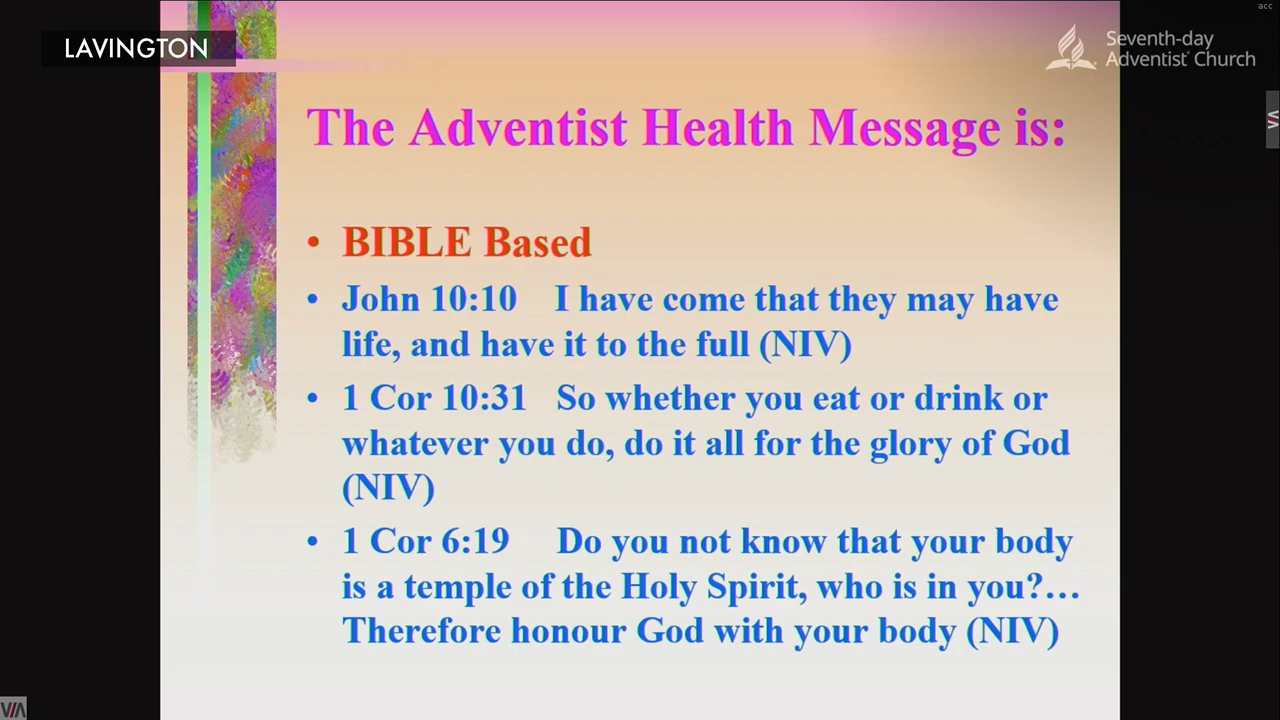 acc
LAVINGTON
Seventh-day
Adventist® Church
The Adventist Health Message is:
• BIBLE Based
• John 10:10 I have come that they may have
life, and have it to the full (NIV)
• 1 Cor 10:31 So whether you eat or drink or
whatever you do, do it all for the glory of God
(NIV)
• 1 Cor 6:19 Do you not know that your body
is a temple of the Holy Spirit, who is in you?…
Therefore honour God with your body (NIV)
VIA